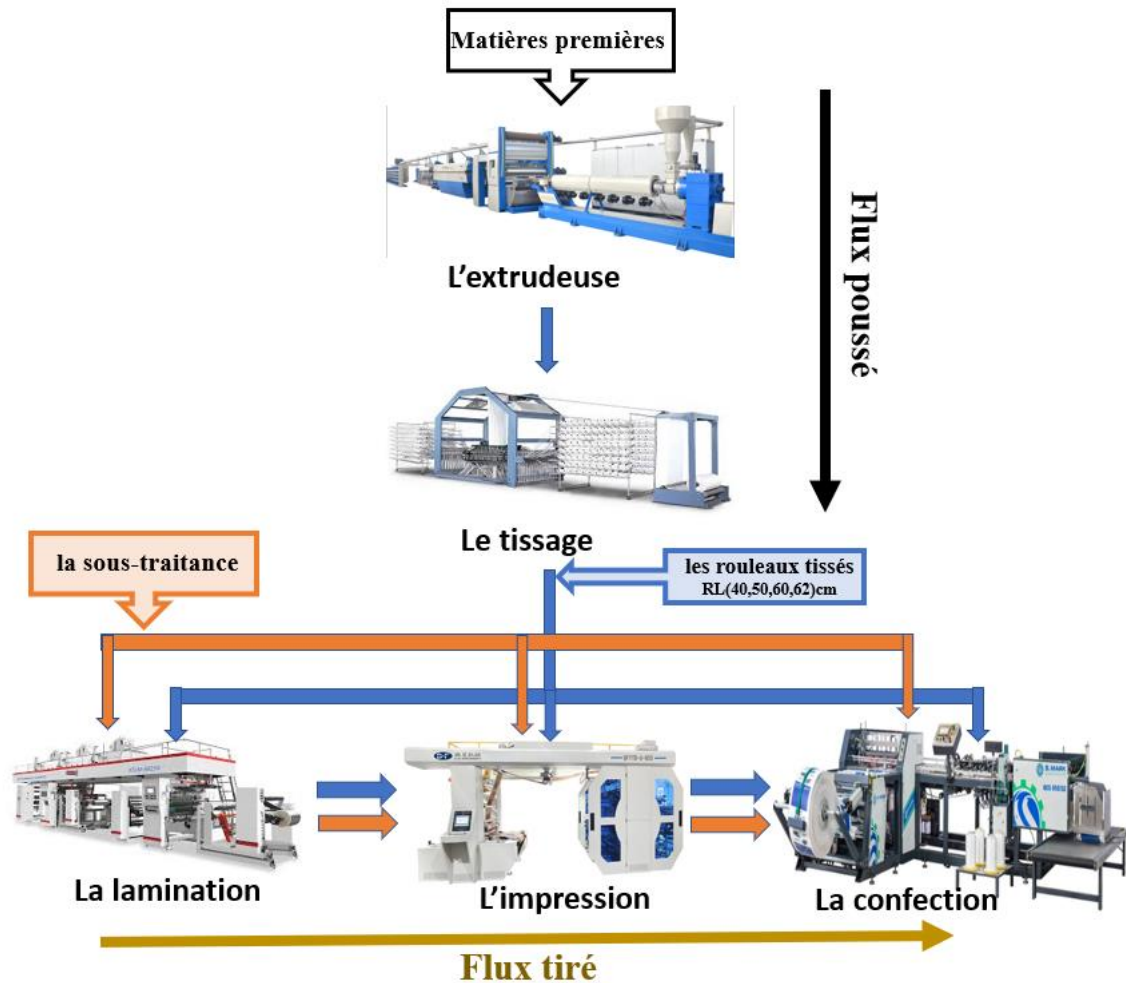 Matières premières
L'extrudeuse
Flux poussé
Le tissage
la sous-traitance
les rouleaux tissés
RL(40,50,60,62)cm
La lamination
L'impression
La confection
Flux tiré